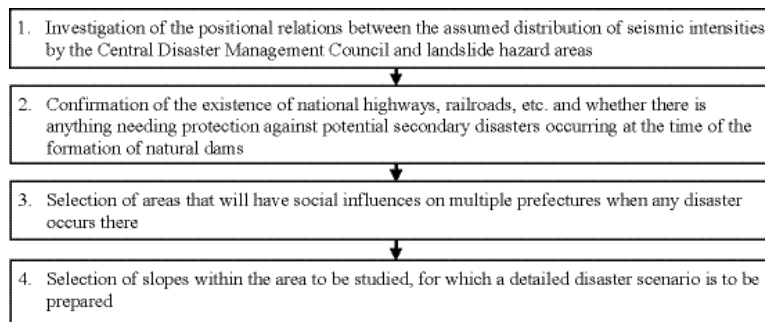 1. Investigation of the positional relations between the assumed distribution of seismic intensities
by the Central Disaster Management Council and landslide hazard areas
2. Confirmation of the existence of national highways, railroads, etc. and whether there is
anything needing protection against potential secondary disasters occurring at the time of the
formation of natural dams
3. Selection of areas that will have social influences on multiple prefectures when any disaster
occurs there
4. Selection of slopes within the area to be studied, for which a detailed disaster scenario is to be
prepared